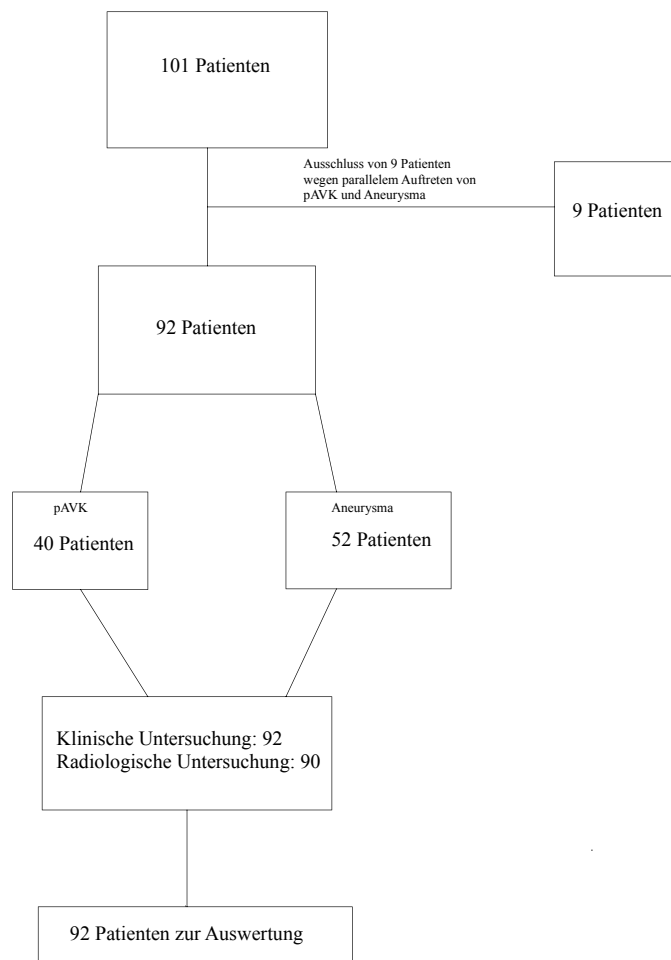 101 Patienten
Ausschluss von 9 Patienten
wegen parallelem Auftreten von
pAVK und Aneurysma
9 Patienten
92 Patienten
pAVK
40 Patienten
Aneurysma
52 Patienten
Klinische Untersuchung: 92
Radiologische Untersuchung: 90
92 Patienten zur Auswertung